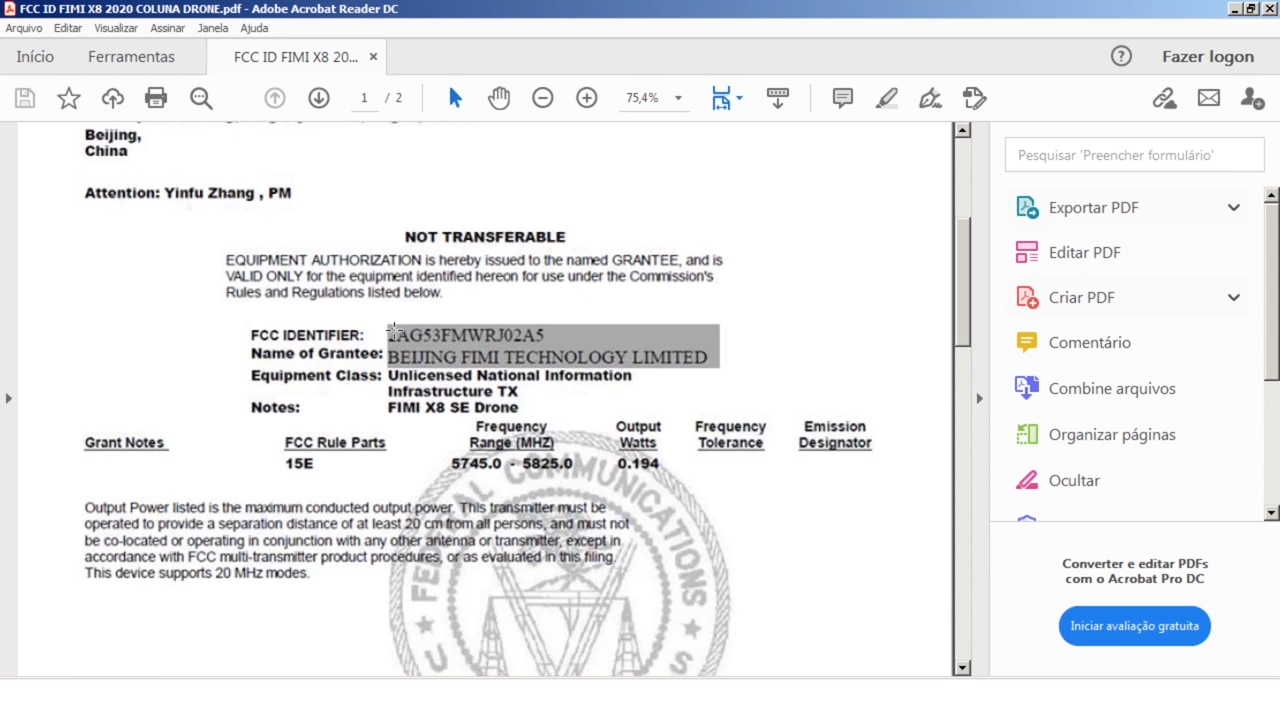 FCC ID FIMI X8 2020 COLUNA DRONE.pdf - Adobe Acrobat Reader DC
Arquivo Editar Visualizar Assinar Janela Ajuda
Início Ferramentas FCC ID FIMI X8 20... × Fazer logon
1 / 2 75,4%
Beijing,
China
Attention: Yinfu Zhang , PM
NOT TRANSFERABLE
EQUIPMENT AUTHORIZATION is hereby issued to the named GRANTEE, and is
VALID ONLY for the equipment identified hereon for use under the Commission's
Rules and Regulations listed below.
FCC IDENTIFIER: 2AG53FMWRJ02A5
Name of Grantee: BEIJING FIMI TECHNOLOGY LIMITED
Equipment Class: Unlicensed National Information
Infrastructure TX
Notes: FIMI X8 SE Drone
Grant Notes FCC Rule Parts Frequency Range (MHZ) Output Watts Frequency Tolerance Emission Designator
15E 5745.0 - 5825.0 0.194
Output Power listed is the maximum conducted output power. This transmitter must be
operated to provide a separation distance of at least 20 cm from all persons, and must not
be co-located or operating in conjunction with any other antenna or transmitter, except in
accordance with FCC multi-transmitter product procedures, or as evaluated in this filing.
This device supports 20 MHz modes.
FEDERAL COMMUNICATIONS
Pesquisar 'Preencher formulário'
Exportar PDF
Editar PDF
Criar PDF
Comentário
Combine arquivos
Organizar páginas
Ocultar
Converter e editar PDFs
com o Acrobat Pro DC
Iniciar avaliação gratuita